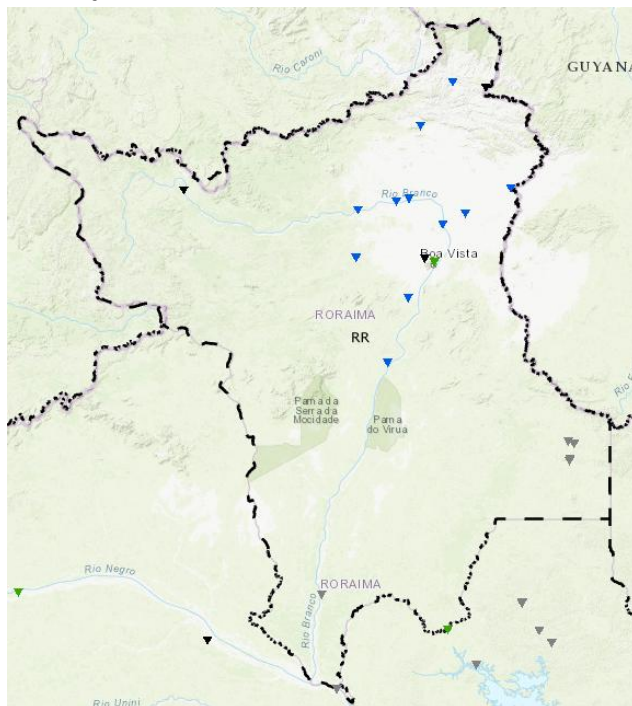 Rio Caroni
GUYANA
Rio Branco
Boa Vista
RORAIMA
RR
Parna da
Serra da
Mocidade
Parna
do Virua
Rio Negro
RORAIMA
Rio Branco
Rio Unini